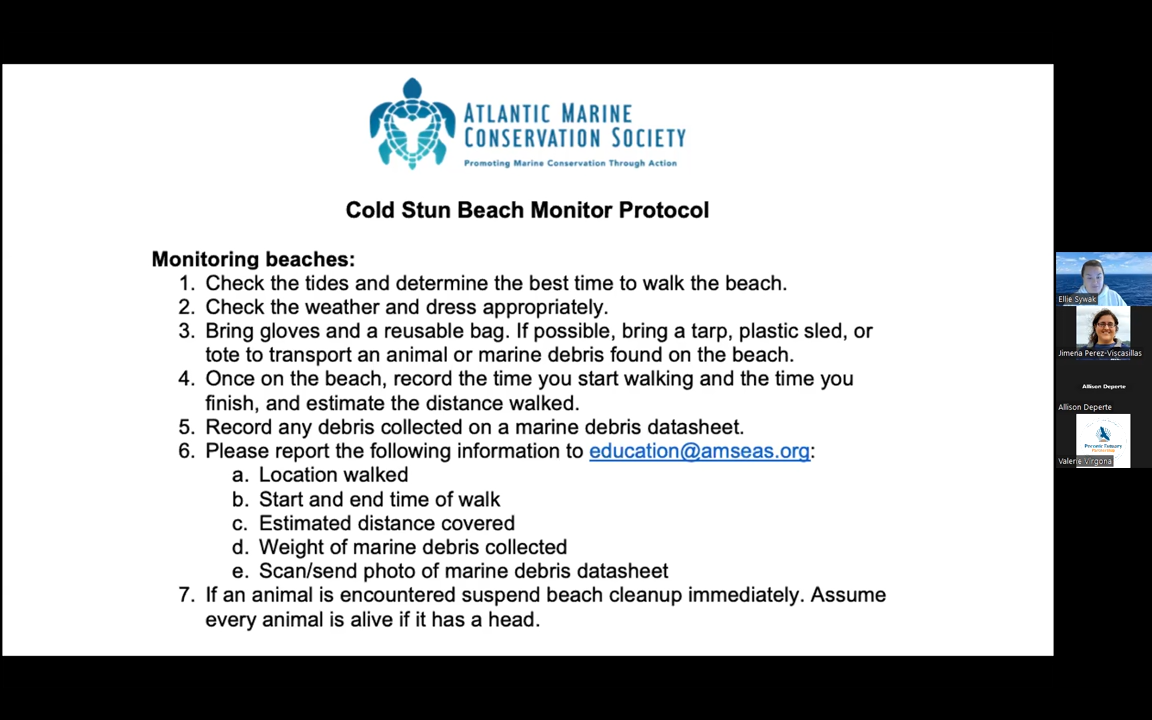 ATLANTIC MARINE
CONSERVATION SOCIETY
Promoting Marine Conservation Through Action
Cold Stun Beach Monitor Protocol
Monitoring beaches:
1. Check the tides and determine the best time to walk the beach.
2. Check the weather and dress appropriately.
3. Bring gloves and a reusable bag. If possible, bring a tarp, plastic sled, or
tote to transport an animal or marine debris found on the beach.
4. Once on the beach, record the time you start walking and the time you
finish, and estimate the distance walked.
5. Record any debris collected on a marine debris datasheet.
6. Please report the following information to education@amseas.org:
a. Location walked
b. Start and end time of walk
c. Estimated distance covered
d. Weight of marine debris collected
e. Scan/send photo of marine debris datasheet
7. If an animal is encountered suspend beach cleanup immediately. Assume
every animal is alive if it has a head.
Ellie Sywak
Jimena Perez-Viscasillas
Allison Deperte
Allison Deperte
Valerie Virgona